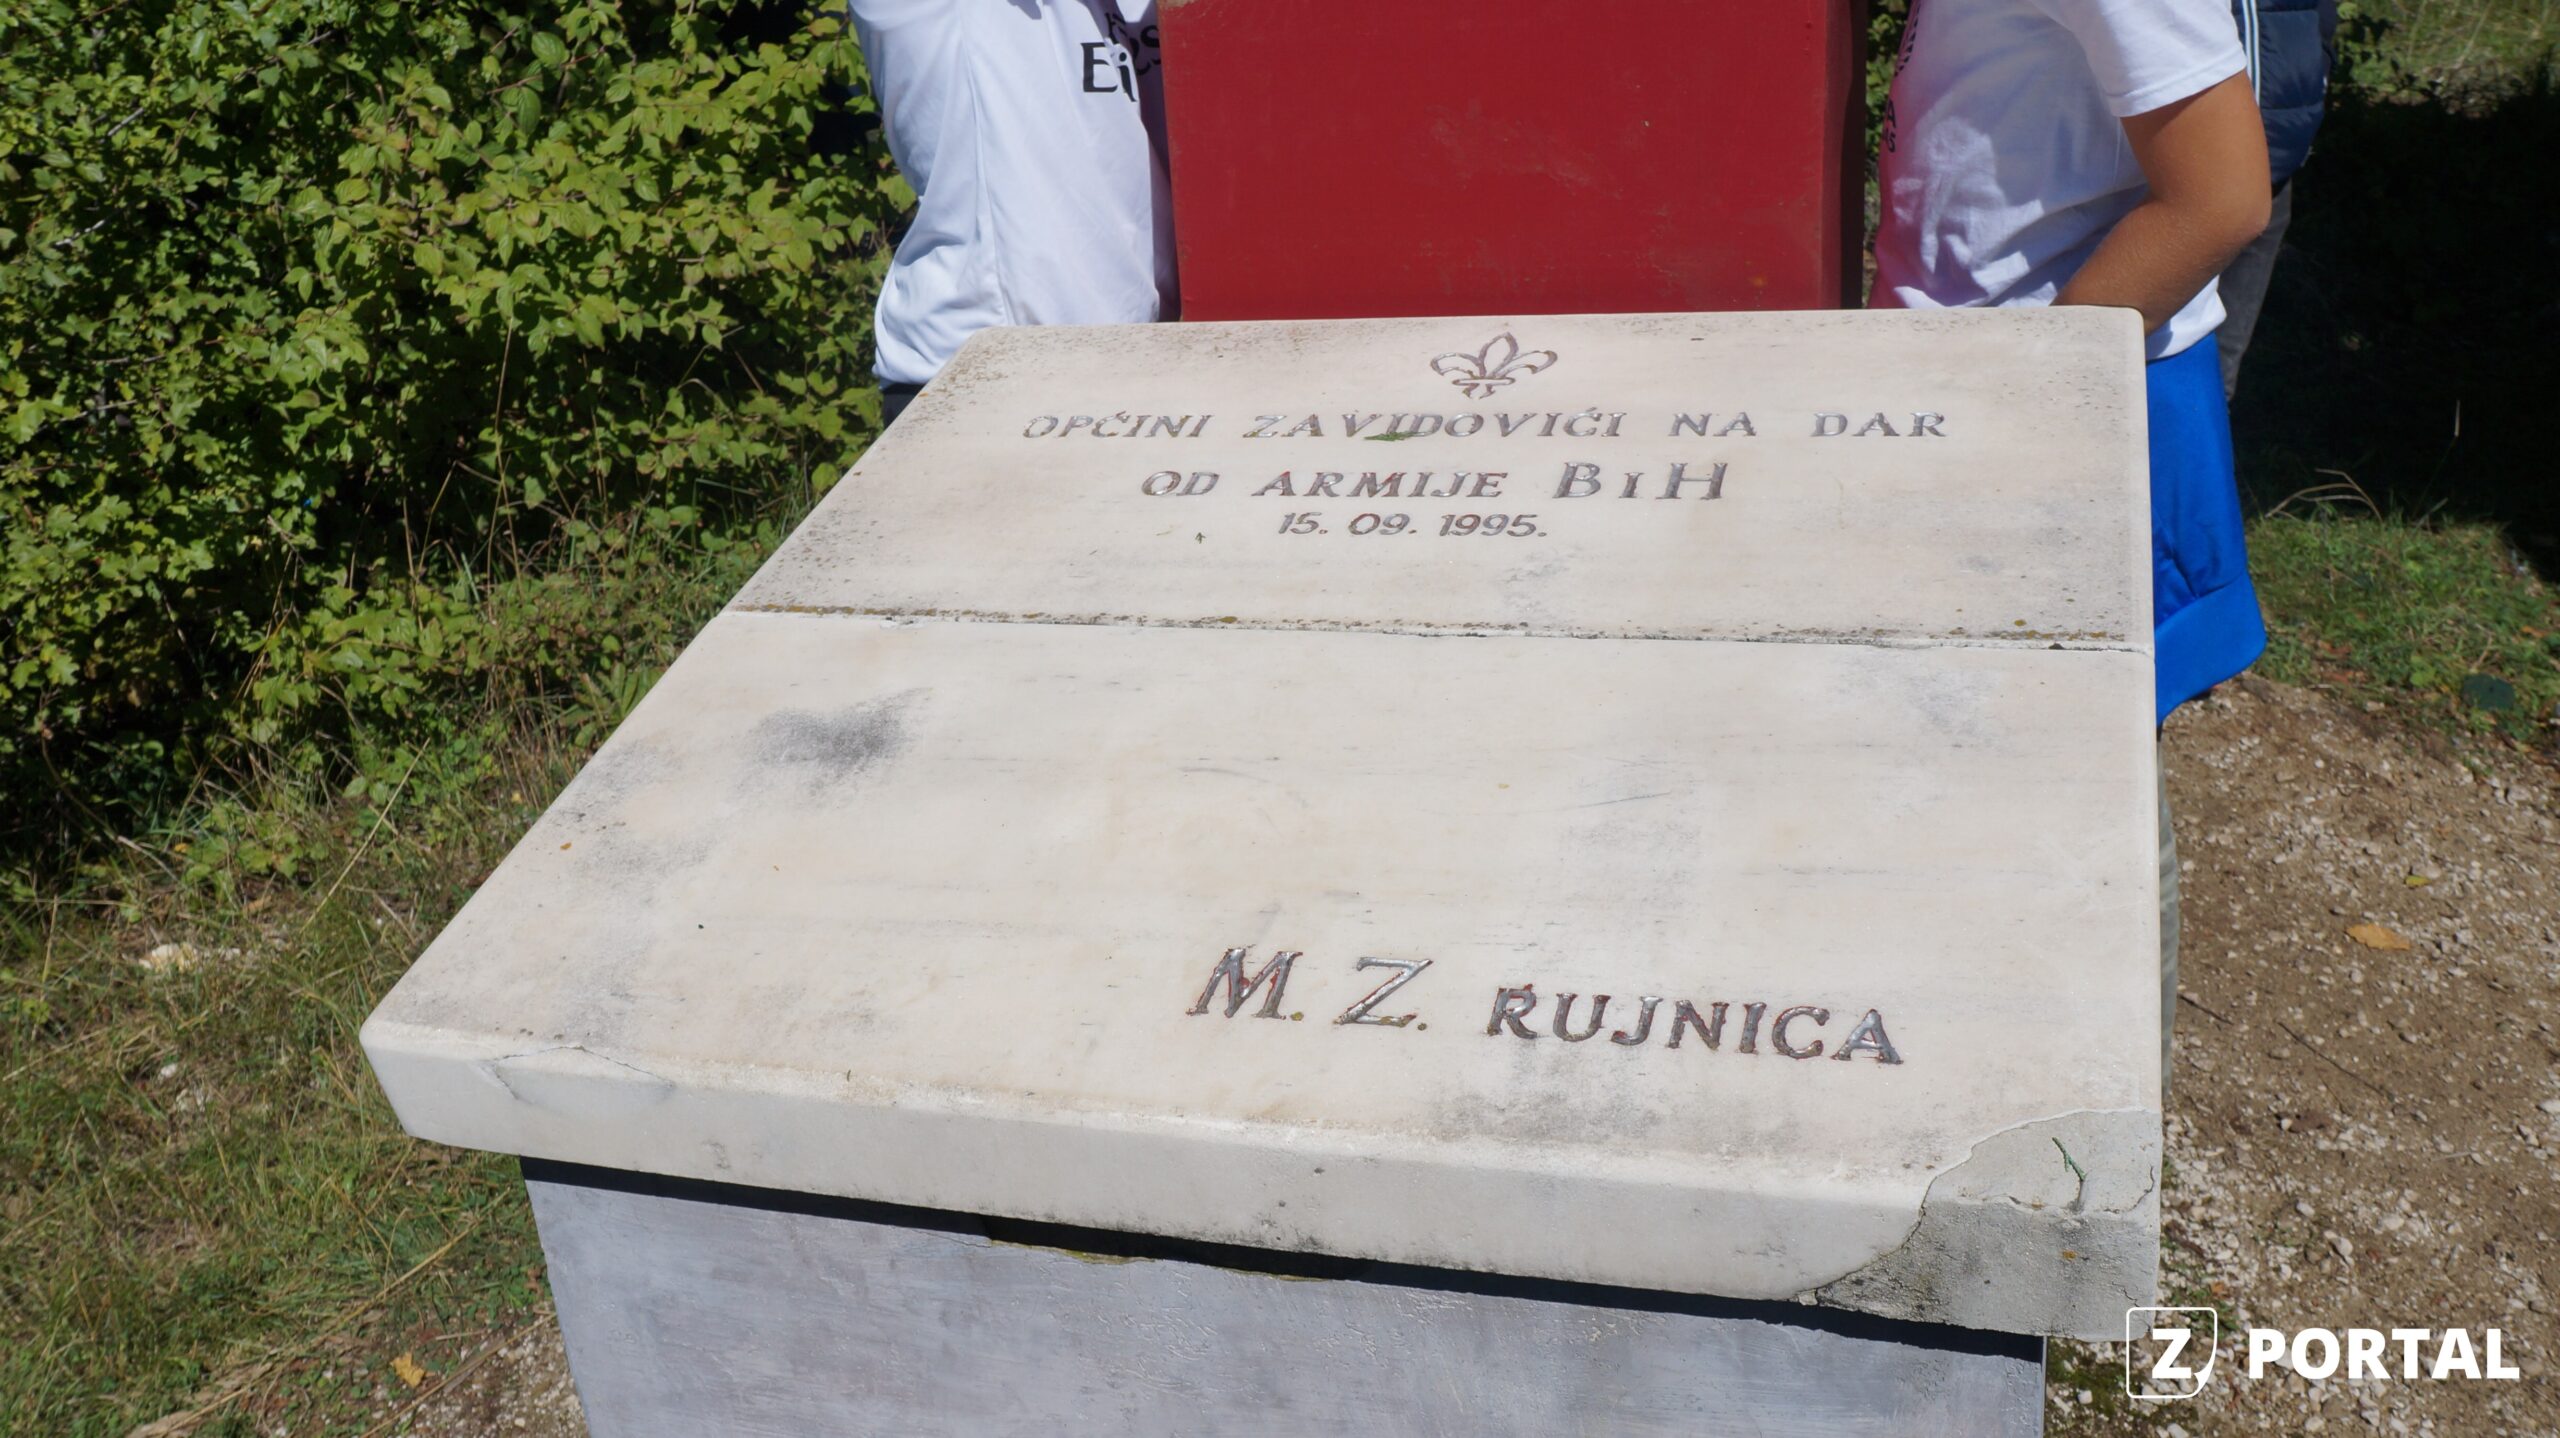 OPĆINI ZAVIDOVIĆI NA DAR
OD ARMIJE BiH
15. 09. 1995.
M. Z. RUJNICA
Z PORTAL